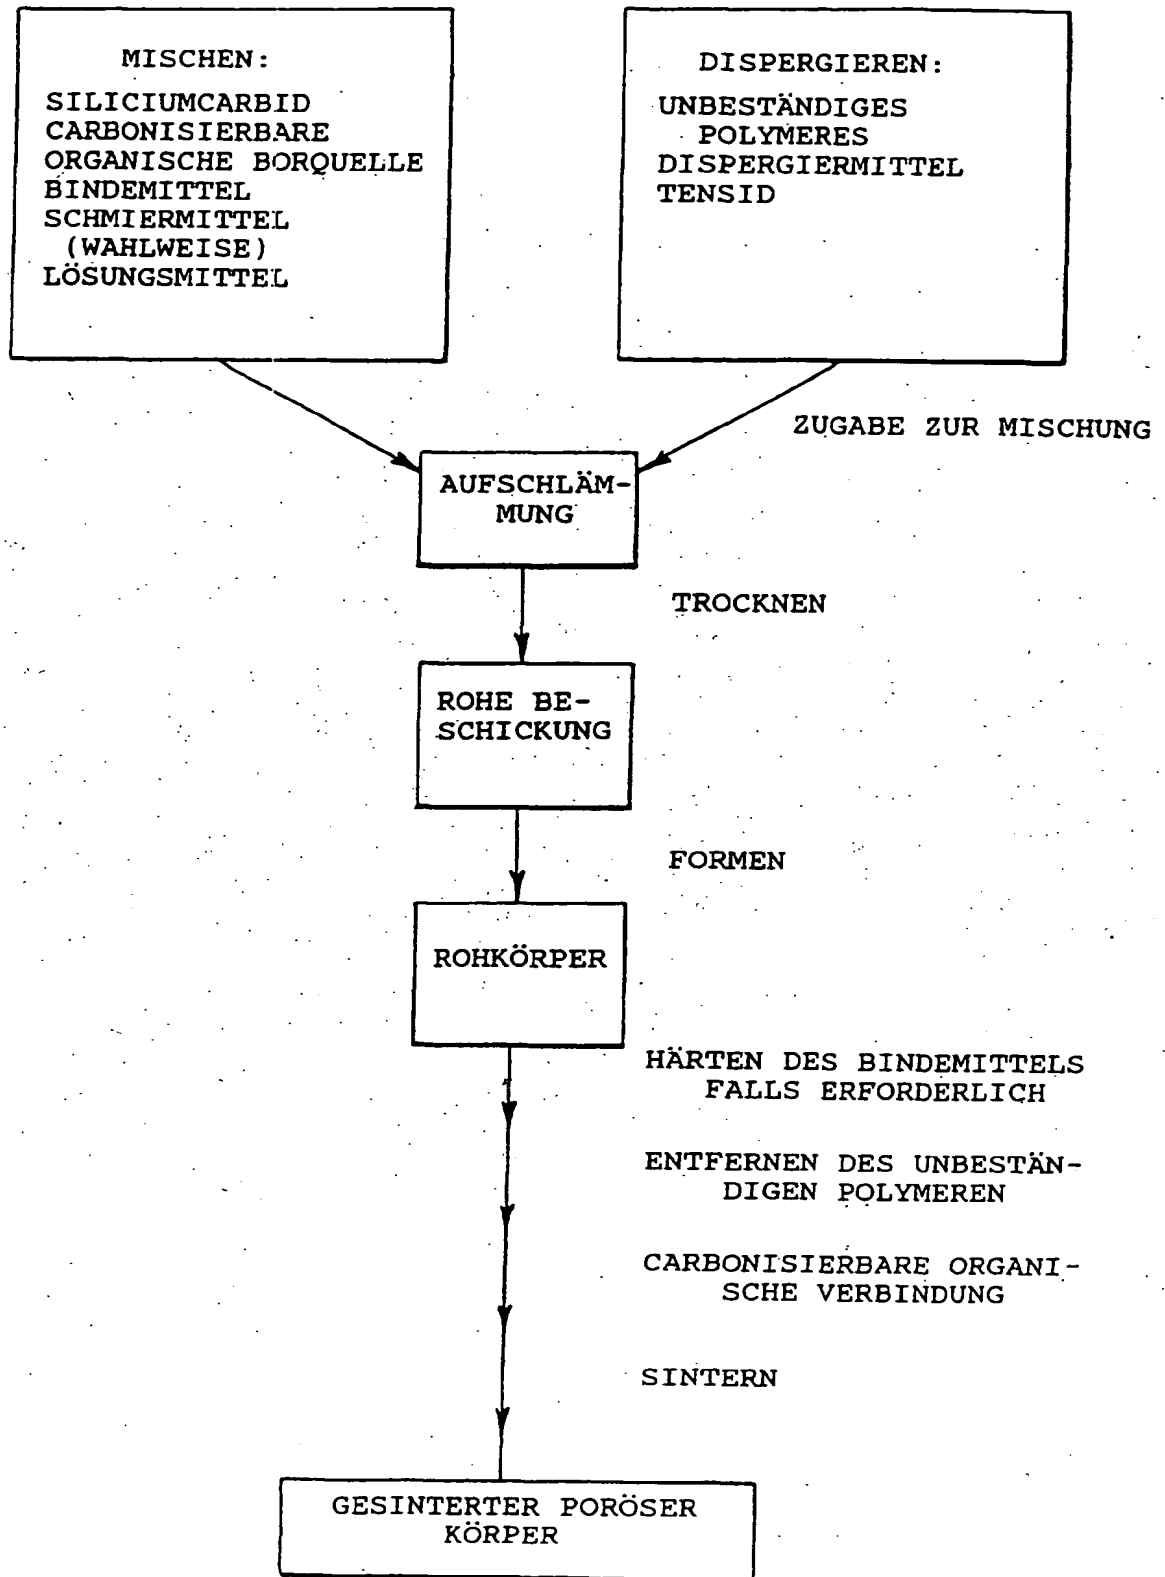 MISCHEN:
SILICIUMCARBID
CARBONISIERBARE
ORGANISCHE BORQUELLE
BINDEMITTEL
SCHMIERMITTEL
(WAHLWEISE)
LÖSUNGSMITTEL
DISPERGIEREN:
UNBESTÄNDIGES
POLYMERES
DISPERGIERMITTEL
TENSID
ZUGABE ZUR MISCHUNG
AUFSCHLÄM-
MUNG
TROCKNEN
ROHE BE-
SCHICKUNG
FORMEN
ROHKÖRPER
HÄRTEN DES BINDEMITTELS
FALLS ERFORDERLICH
ENTFERNEN DES UNBESTÄN-
DIGEN POLYMEREN
CARBONISIERBARE ORGANI-
SCHE VERBINDUNG
SINTERN
GESINTERTER PORÖSER
KÖRPER